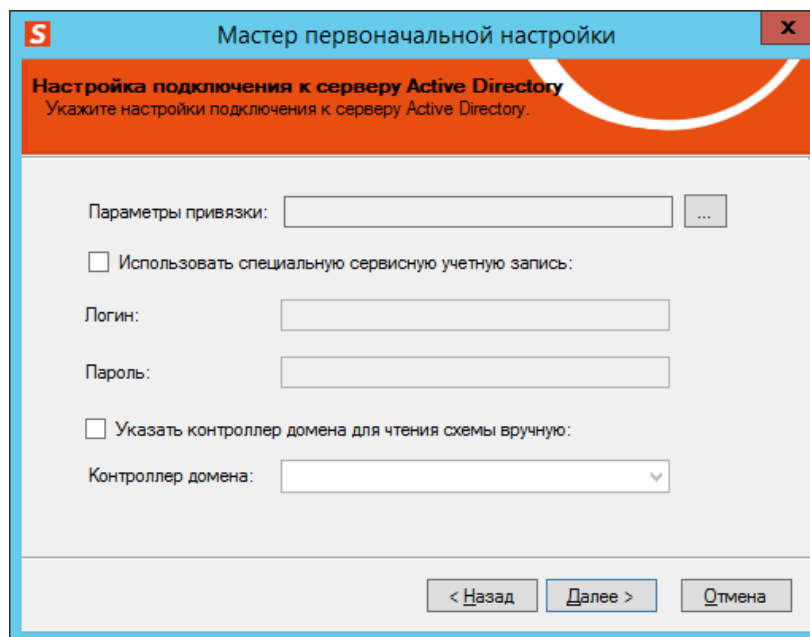 S
Мастер первоначальной настройки
x
Настройка подключения к серверу Active Directory
Укажите настройки подключения к серверу Active Directory.
Параметры привязки:
...
Использовать специальную сервисную учетную запись:
Логин:
Пароль:
Указать контроллер домена для чтения схемы вручную:
Контроллер домена:
< Назад Далее > Отмена